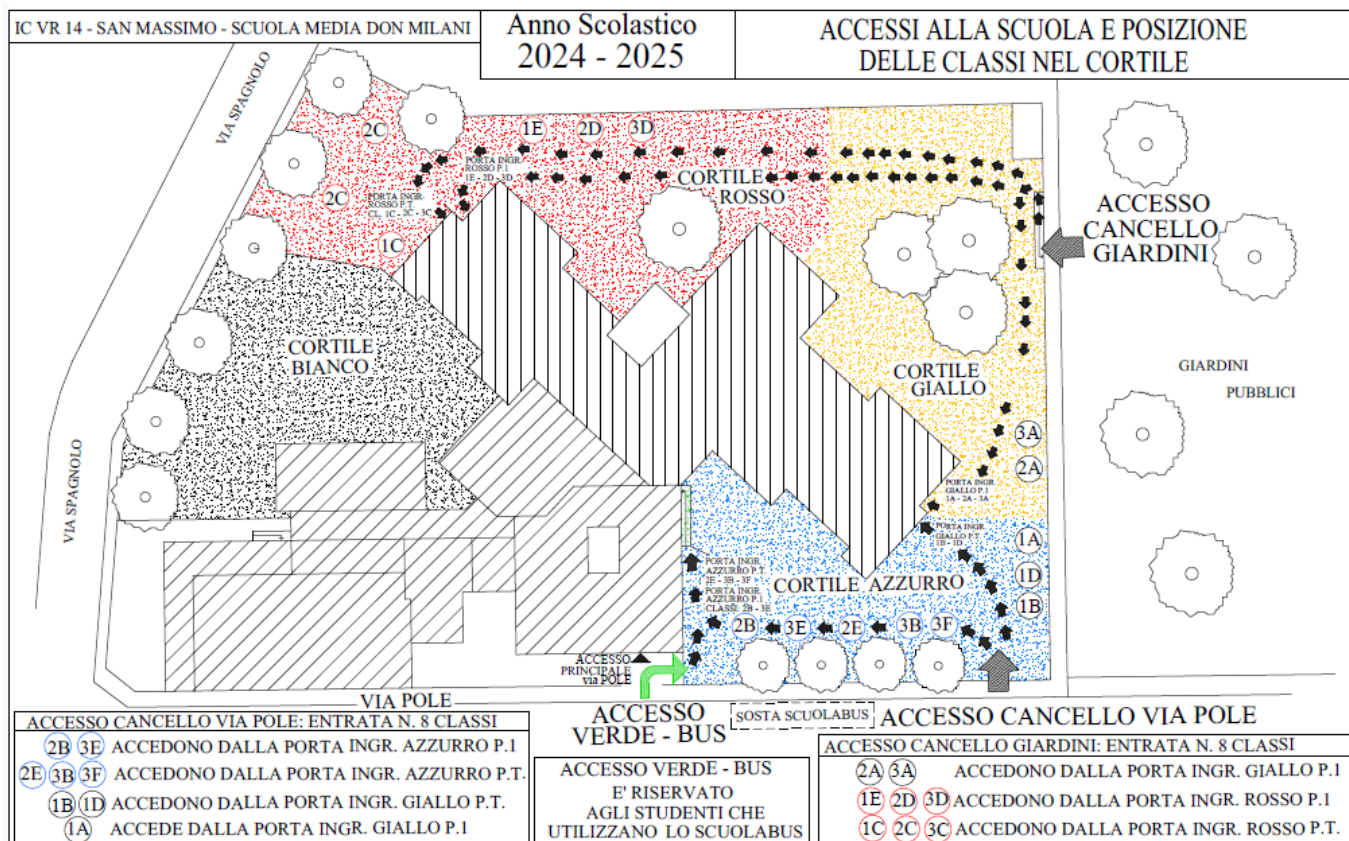 IC VR 14 - SAN MASSIMO - SCUOLA MEDIA DON MILANI
Anno Scolastico
2024 - 2025
ACCESSI ALLA SCUOLA E POSIZIONE
DELLE CLASSI NEL CORTILE
VIA SPAGNOLO
2C
1E
2D
3D
PORTA INGR.
ROSSO P.1
1E - 2D - 3D
CORTILE
ROSSO
PORTA INGR.
ROSSO P.T.
CL. 1C - 2C - 3C
2C
1C
ACCESSO
CANCELLO
GIARDINI
CORTILE
BIANCO
CORTILE
GIALLO
GIARDINI
PUBBLICI
3A
2A
VIA SPAGNOLO
PORTA INGR.
GIALLO P.1
1A - 2A - 3A
PORTA INGR.
GIALLO P.T.
1B - 1D
1A
1D
1B
PORTA INGR.
AZZURRO P.T.
2E - 3B - 3F
PORTA INGR.
AZZURRO P.1
CLASSI: 2B - 3E
CORTILE AZZURRO
2B
3E
2E
3B
3F
ACCESSO
PRINCIPALE
via POLE
VIA POLE
ACCESSO
VERDE - BUS
SOSTA SCUOLABUS
ACCESSO CANCELLO VIA POLE
ACCESSO CANCELLO VIA POLE: ENTRATA N. 8 CLASSI
2B 3E ACCEDONO DALLA PORTA INGR. AZZURRO P.1
2E 3B 3F ACCEDONO DALLA PORTA INGR. AZZURRO P.T.
1B 1D ACCEDONO DALLA PORTA INGR. GIALLO P.T.
1A ACCEDE DALLA PORTA INGR. GIALLO P.1
ACCESSO VERDE - BUS
E' RISERVATO
AGLI STUDENTI CHE
UTILIZZANO LO SCUOLABUS
ACCESSO CANCELLO GIARDINI: ENTRATA N. 8 CLASSI
2A 3A ACCEDONO DALLA PORTA INGR. GIALLO P.1
1E 2D 3D ACCEDONO DALLA PORTA INGR. ROSSO P.1
1C 2C 3C ACCEDONO DALLA PORTA INGR. ROSSO P.T.